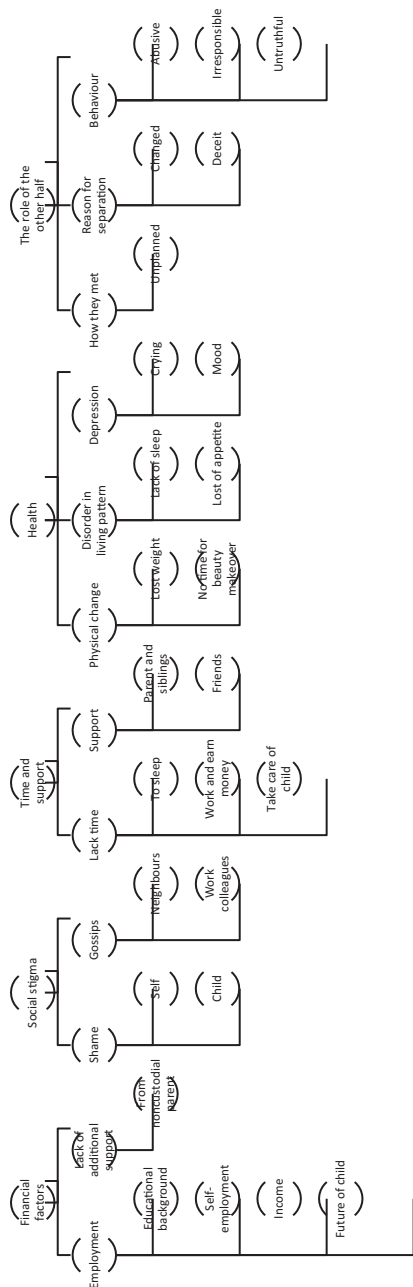 Financial
factors
Employment
Educational
background
Self-
employment
Income
Future of child
Lack of
additional
support
From
noncustodial
parent
Social stigma
Shame
Self
Child
Gossips
Neighbours
Work
colleagues
Time and
support
Lack time
To sleep
Work and earn
money
Take care of
child
Support
Parent and
siblings
Friends
Health
Physical change
Lost weight
No time for
beauty
makeover
Disorder in
living pattern
Lack of sleep
Lost of appetite
Depression
Crying
Mood
The role of the
other half
How they met
Unplanned
Reason for
separation
Changed
Deceit
Behaviour
Abusive
Irresponsible
Untruthful